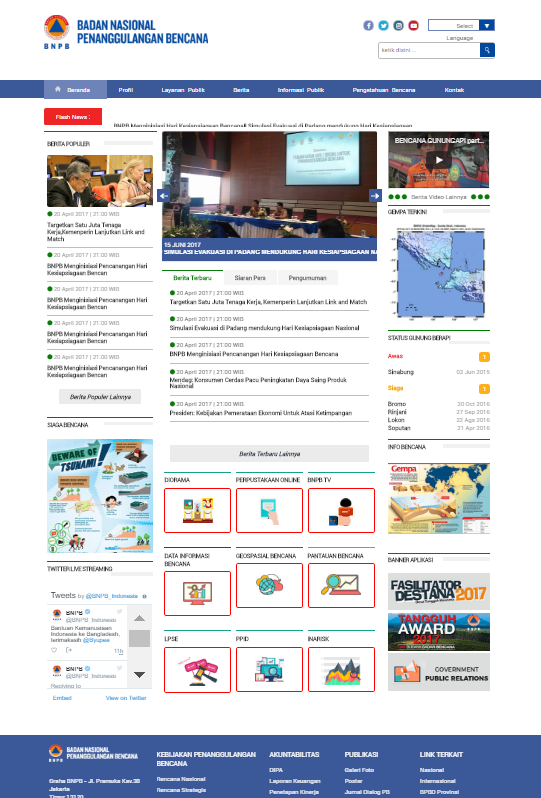 BNPB
BADAN NASIONAL
PENANGGULANGAN BENCANA
Select
Language
ketik disini ...
Beranda
Profil
Layanan Publik
Berita
Informasi Publik
Pengetahuan Bencana
Kontak
Flash News :
BNPB Menginisiasi Hari Kesiapsiagaan Bencana# Simulasi Evakuasi di Padang mendukung Hari Kesiapsiagaan
BERITA POPULER
20 April 2017 | 21:00 WIB
Targetkan Satu Juta Tenaga
Kerja,Kemenperin Lanjutkan Link and
Match
20 April 2017 | 21:00 WIB
BNPB Menginisiasi Pencanangan Hari
Kesiapsiagaan Bencan
20 April 2017 | 21:00 WIB
BNPB Menginisiasi Pencanangan Hari
Kesiapsiagaan Bencan
20 April 2017 | 21:00 WIB
BNPB Menginisiasi Pencanangan Hari
Kesiapsiagaan Bencan
20 April 2017 | 21:00 WIB
BNPB Menginisiasi Pencanangan Hari
Kesiapsiagaan Bencan
Berita Populer Lainnya
SIAGA BENCANA
BEWARE OF
TSUNAMI!
TWITTER LIVE STREAMING
Tweets by @BNPB_Indonesia
BNPB
@BNPB_Indonesia
Bantuan Kemanusiaan
Indonesia ke Bangladesh,
terimakasih @Byupee
11h
BNPB
@BNPB_Indonesia
Replying to
Embed
View on Twitter
15 JUNI 2017
SIMULASI EVAKUASI DI PADANG MENDUKUNG HARI KESIAPSIAGAAN NA
Berita Terbaru
Siaran Pers
Pengumuman
20 April 2017 | 21:00 WIB
Targetkan Satu Juta Tenaga Kerja, Kemenperin Lanjutkan Link and Match
20 April 2017 | 21:00 WIB
Simulasi Evakuasi di Padang mendukung Hari Kesiapsiagaan Nasional
20 April 2017 | 21:00 WIB
BNPB Menginisiasi Pencanangan Hari Kesiapsiagaan Bencana
20 April 2017 | 21:00 WIB
Mendag: Konsumen Cerdas Pacu Peningkatan Daya Saing Produk
Nasional
20 April 2017 | 21:00 WIB
Presiden: Kebijakan Pemerataan Ekonomi Untuk Atasi Ketimpangan
Berita Terbaru Lainnya
DIORAMA
PERPUSTAKAAN ONLINE
BNPB TV
DATA INFORMASI
BENCANA
GEOSPASIAL BENCANA
PANTAUAN BENCANA
LPSE
PPID
INARISK
BENCANA GUNUNGAPI part...
Berita Video Lainnya
GEMPA TERKINI
STATUS GUNUNG BERAPI
Awas 1
Sinabung 02 Jun 2015
Siaga 1
Bromo 20 Oct 2016
Rinjani 27 Sep 2016
Lokon 22 Ags 2016
Soputan 21 Apr 2016
INFO BENCANA
Gempa
BANNER APLIKASI
FASILITATOR
DESTANA 2017
TANGGUH
AWARD
2017
BNPB
GOVERNMENT
PUBLIC RELATIONS
BNPB
BADAN NASIONAL
PENANGGULANGAN BENCANA
Graha BNPB - Jl. Pramuka Kav.38
Jakarta
Timur 13120
KEBIJAKAN PENANGGULANGAN
BENCANA
Rencana Nasional
Rencana Strategis
AKUNTABILITAS
DIPA
Laporan Keuangan
Penetapan Kinerja
PUBLIKASI
Galeri Foto
Poster
Jurnal Dialog PB
LINK TERKAIT
Nasional
Internasional
BPBD Provinsi